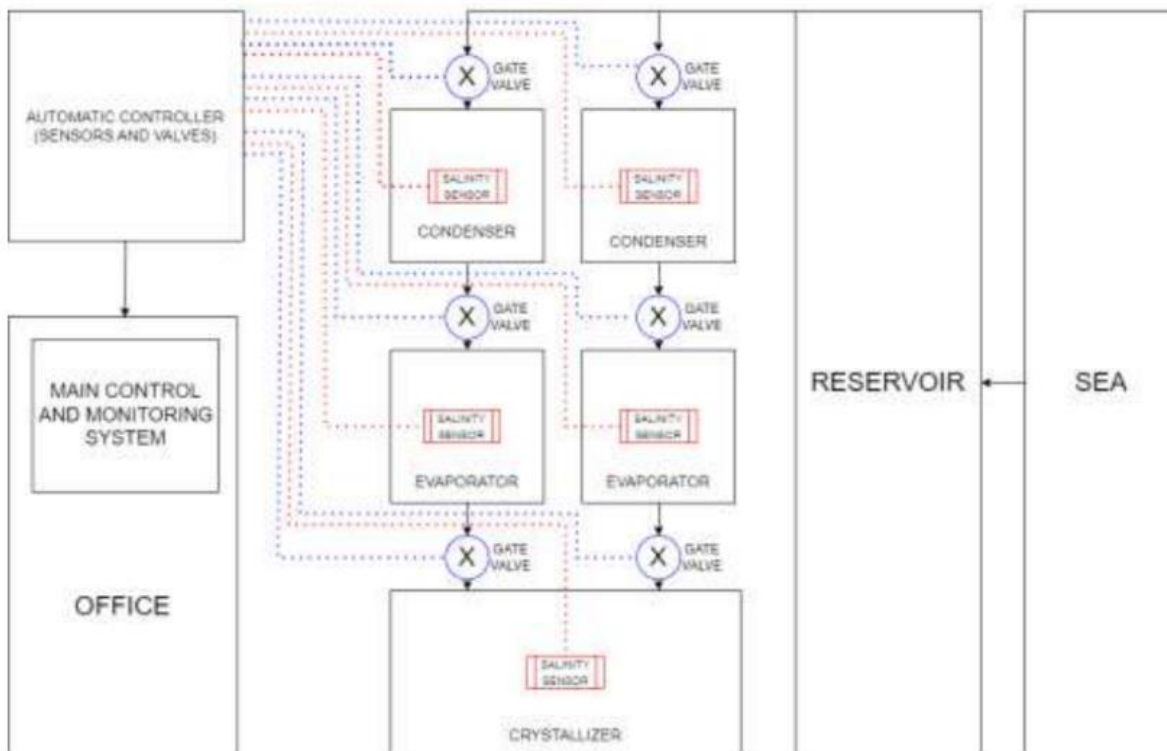 AUTOMATIC CONTROLLER
(SENSORS AND VALVES)
MAIN CONTROL
AND MONITORING
SYSTEM
OFFICE
X
GATE
VALVE
X
GATE
VALVE
SALINITY
SENSOR
CONDENSER
SALINITY
SENSOR
CONDENSER
X
GATE
VALVE
X
GATE
VALVE
SALINITY
SENSOR
EVAPORATOR
SALINITY
SENSOR
EVAPORATOR
X
GATE
VALVE
X
GATE
VALVE
SALINITY
SENSOR
CRYSTALLIZER
RESERVOIR
SEA